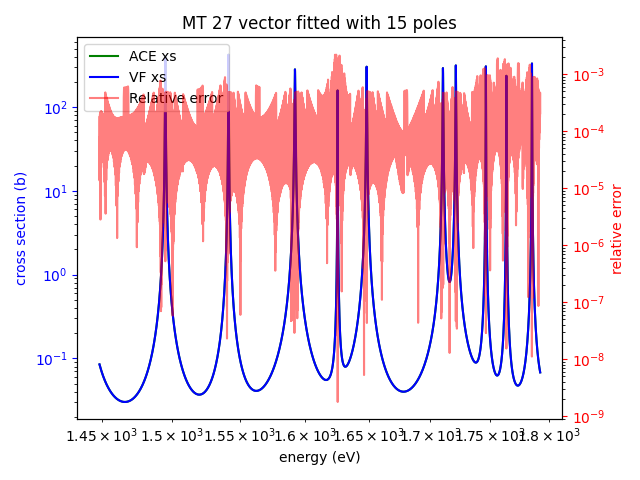 MT 27 vector fitted with 15 poles
ACE xs
VF xs
Relative error
cross section (b)
10² 10¹ 10⁰ 10⁻¹
10⁻³ 10⁻⁴ 10⁻⁵ 10⁻⁶ 10⁻⁷ 10⁻⁸ 10⁻⁹
relative error
1.45 × 10³ 1.5 × 10³ 1.55 × 10³ 1.6 × 10³ 1.65 × 10³ 1.7 × 10³ 1.75 × 10³ 1.8 × 10³
energy (eV)